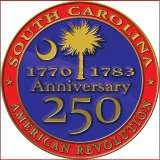 SOUTH CAROLINA
1770 1783
Anniversary
250
AMERICAN REVOLUTION